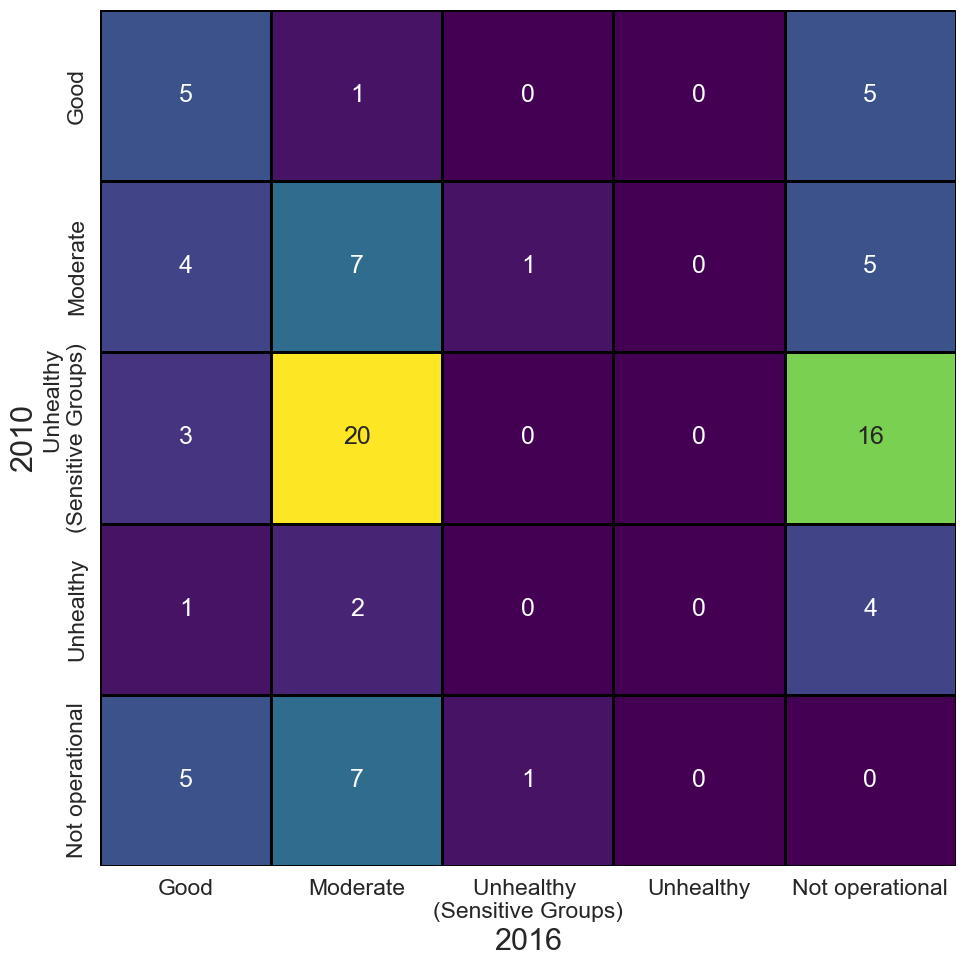 Good
5 1 0 0 5
Moderate
4 7 1 0 5
2010
Unhealthy
(Sensitive Groups)
3 20 0 0 16
Unhealthy
1 2 0 0 4
Not operational
5 7 1 0 0
Good Moderate Unhealthy Unhealthy Not operational
(Sensitive Groups)
2016